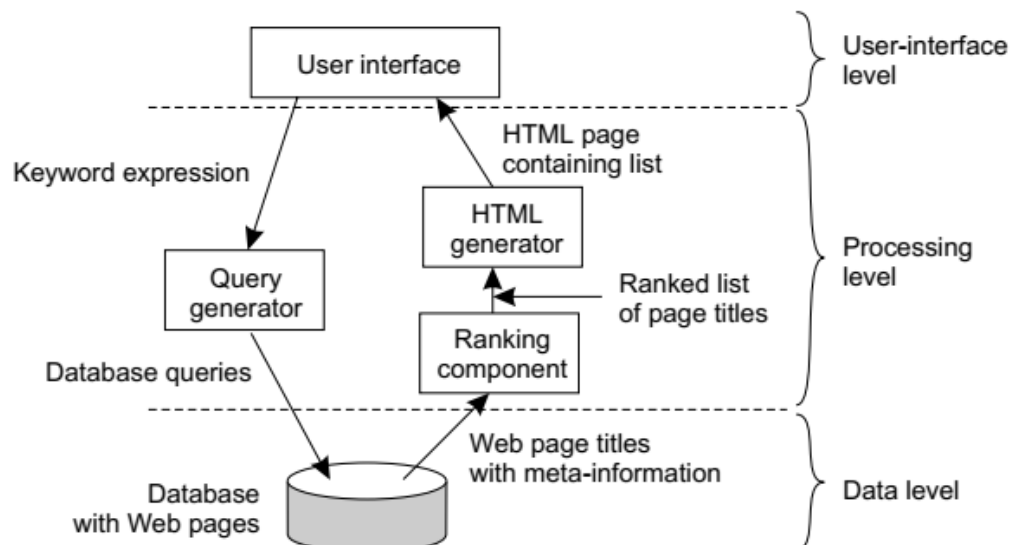 User interface
User-interface
level
Keyword expression
HTML page
containing list
HTML
generator
Query
generator
Ranked list
of page titles
Processing
level
Ranking
component
Database queries
Web page titles
with meta-information
Database
with Web pages
Data level